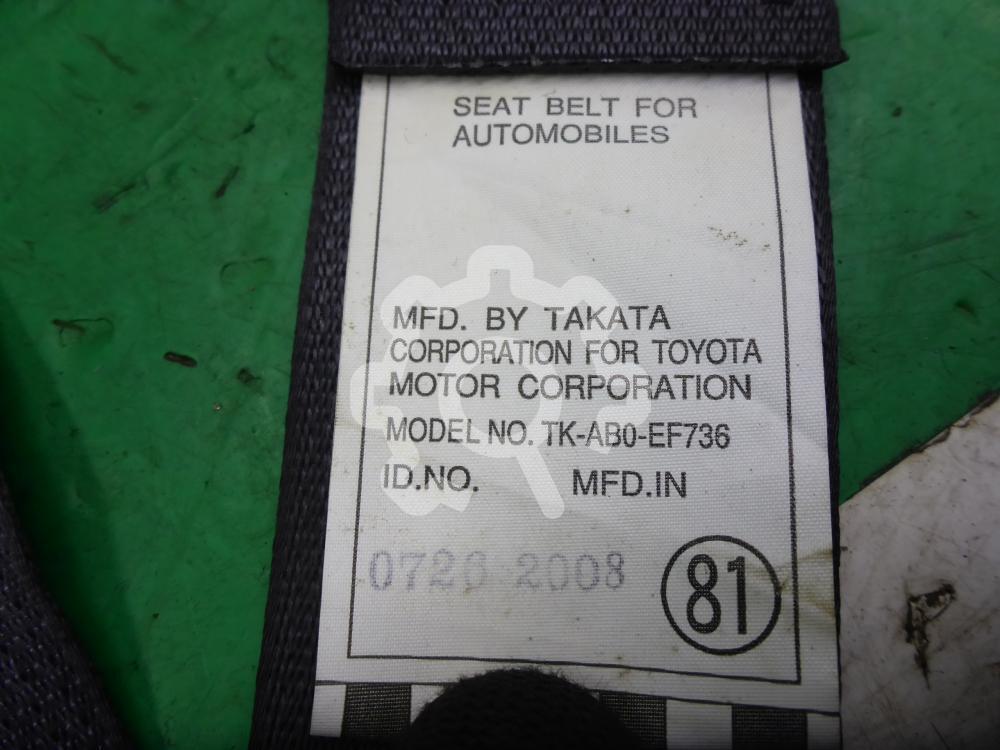 SEAT BELT FOR
AUTOMOBILES
MFD. BY TAKATA
CORPORATION FOR TOYOTA
MOTOR CORPORATION
MODEL NO. TK-AB0-EF736
ID.NO. MFD.IN
0726 2008
81